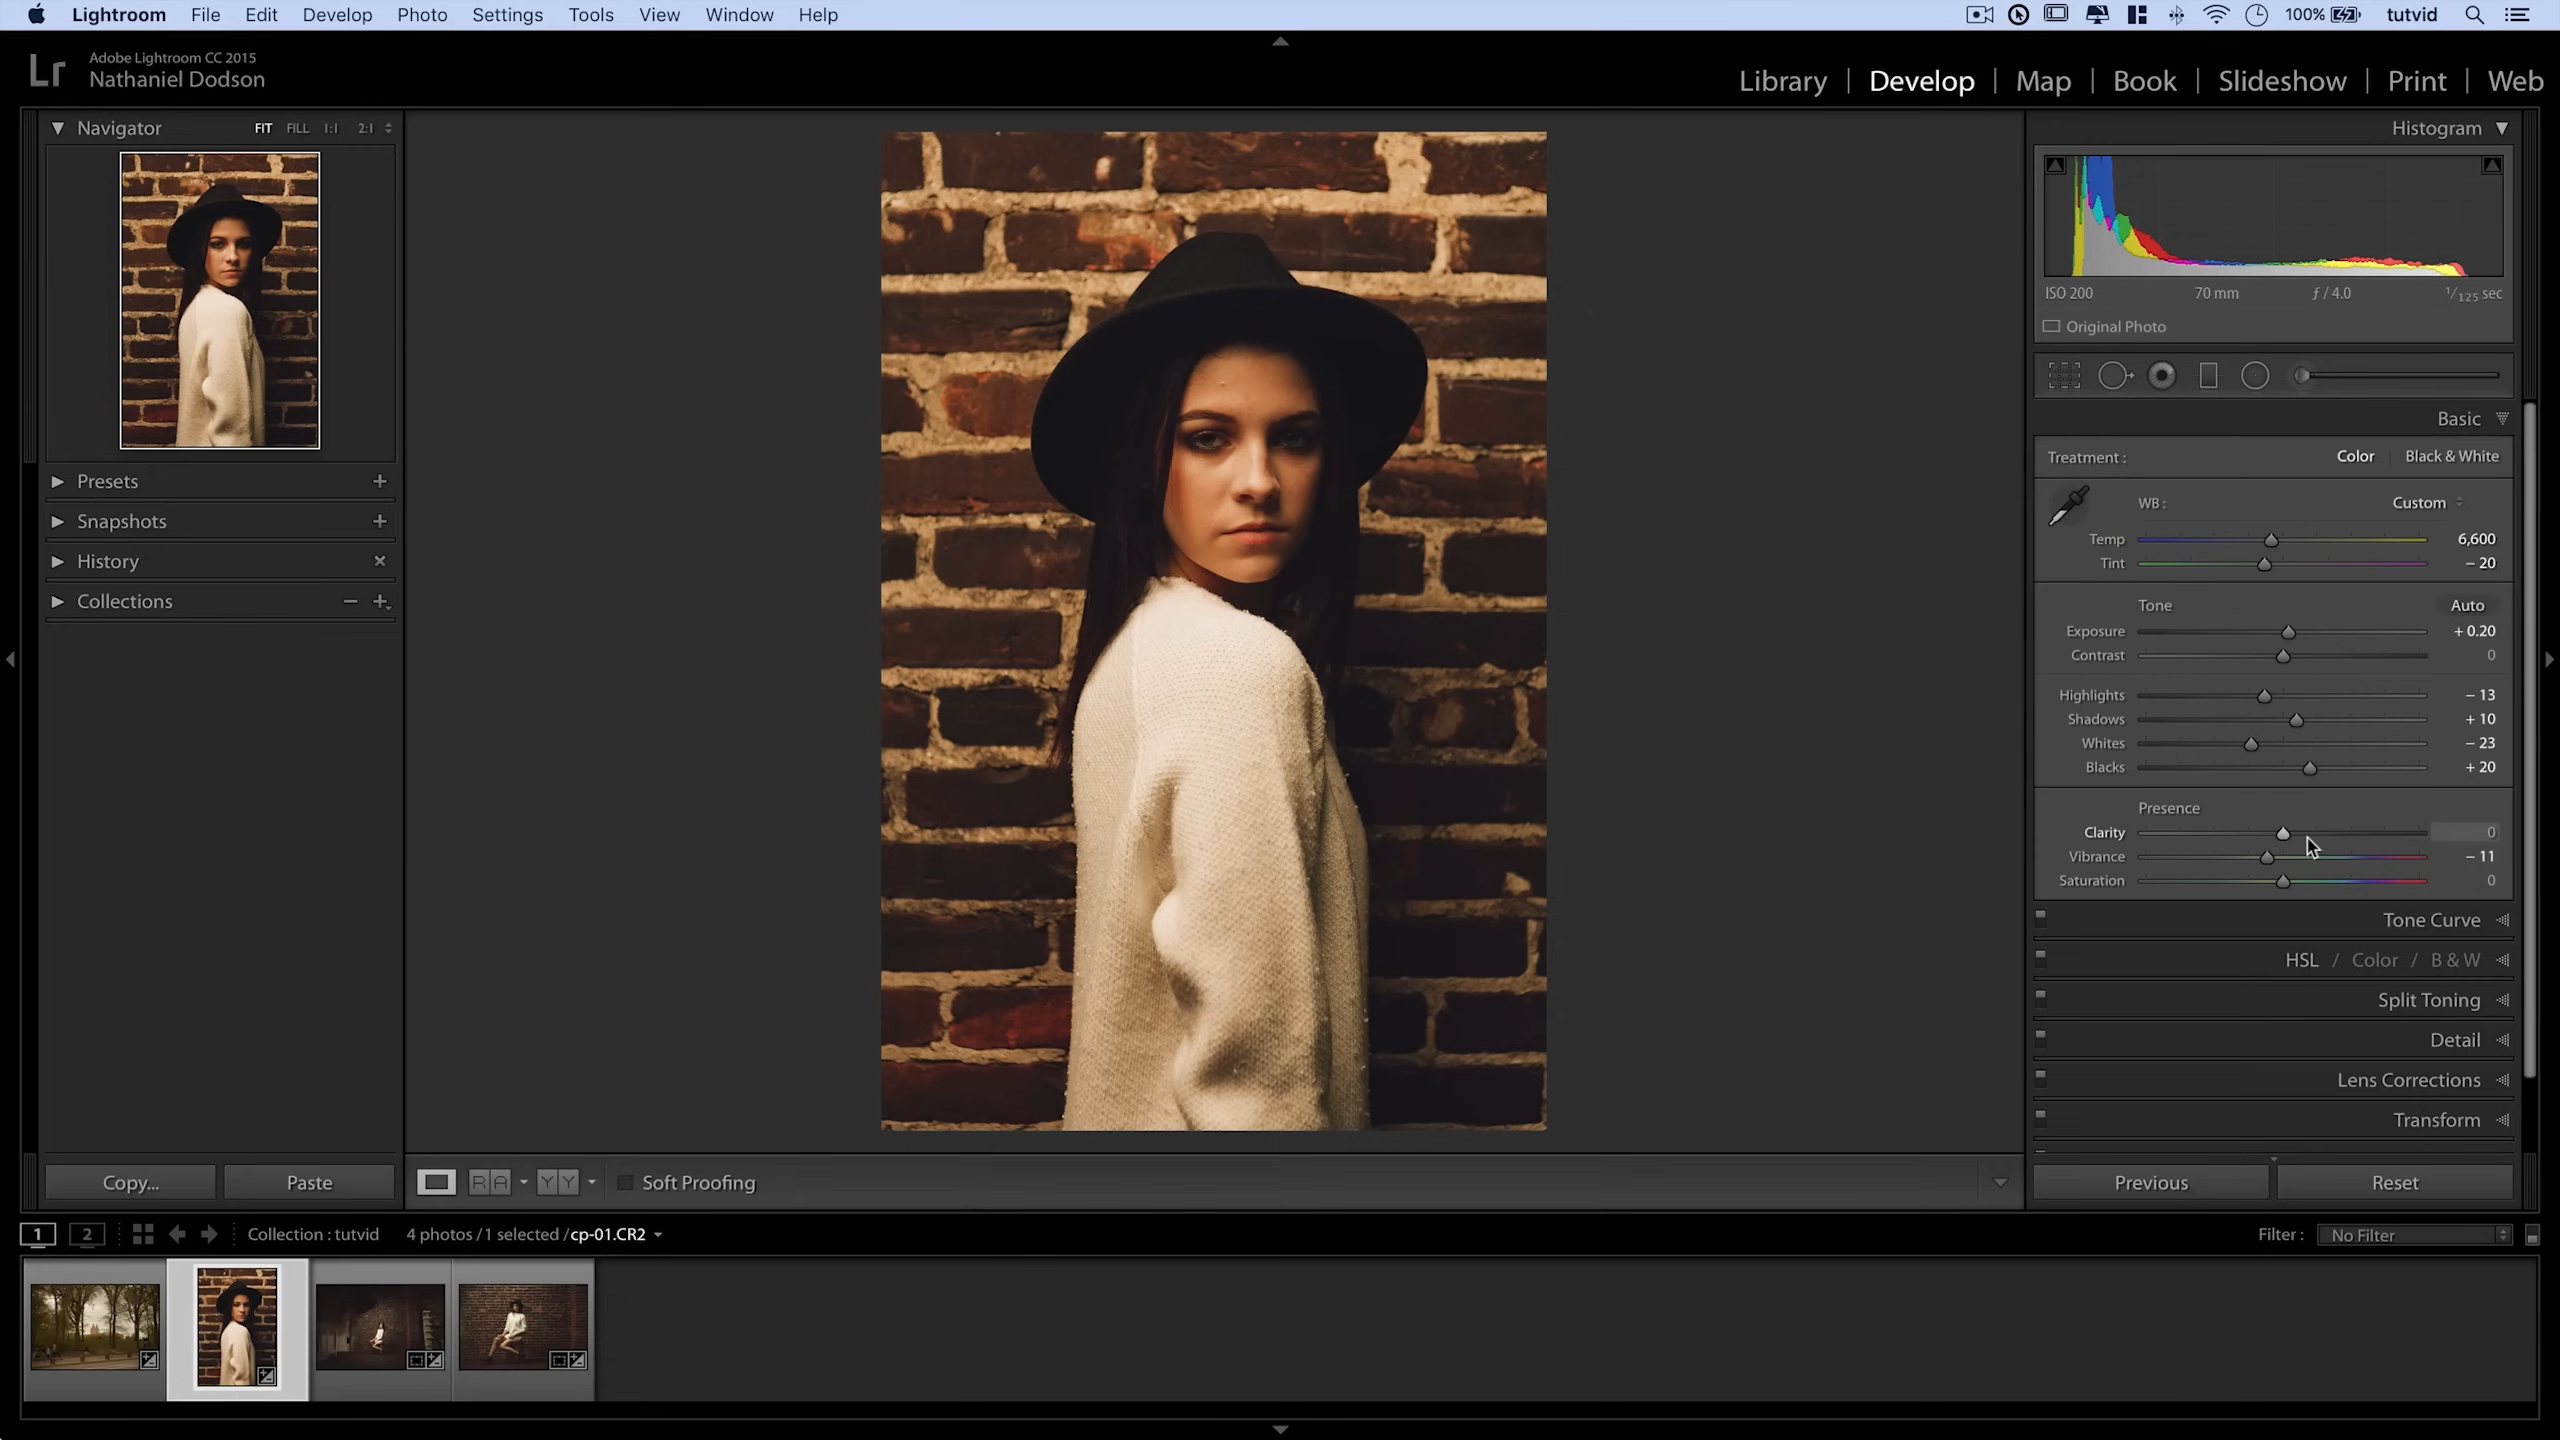 Lightroom File Edit Develop Photo Settings Tools View Window Help 100% tutvid
Lr Adobe Lightroom CC 2015
Nathaniel Dodson
Library | Develop | Map | Book | Slideshow | Print | Web
Navigator FIT FILL 1:1 2:1
Presets
Snapshots
History
Collections
Copy... Paste
R A Y Y Soft Proofing
Histogram
ISO 200 70 mm ƒ / 4.0 1/125 sec
Original Photo
Basic
Treatment : Color Black & White
WB : Custom
Temp 6,600
Tint – 20
Tone Auto
Exposure + 0.20
Contrast 0
Highlights – 13
Shadows + 10
Whites – 23
Blacks + 20
Presence
Clarity 0
Vibrance – 11
Saturation 0
Tone Curve
HSL / Color / B & W
Split Toning
Detail
Lens Corrections
Transform
Previous Reset
1 2 Collection : tutvid 4 photos / 1 selected / cp-01.CR2 Filter : No Filter